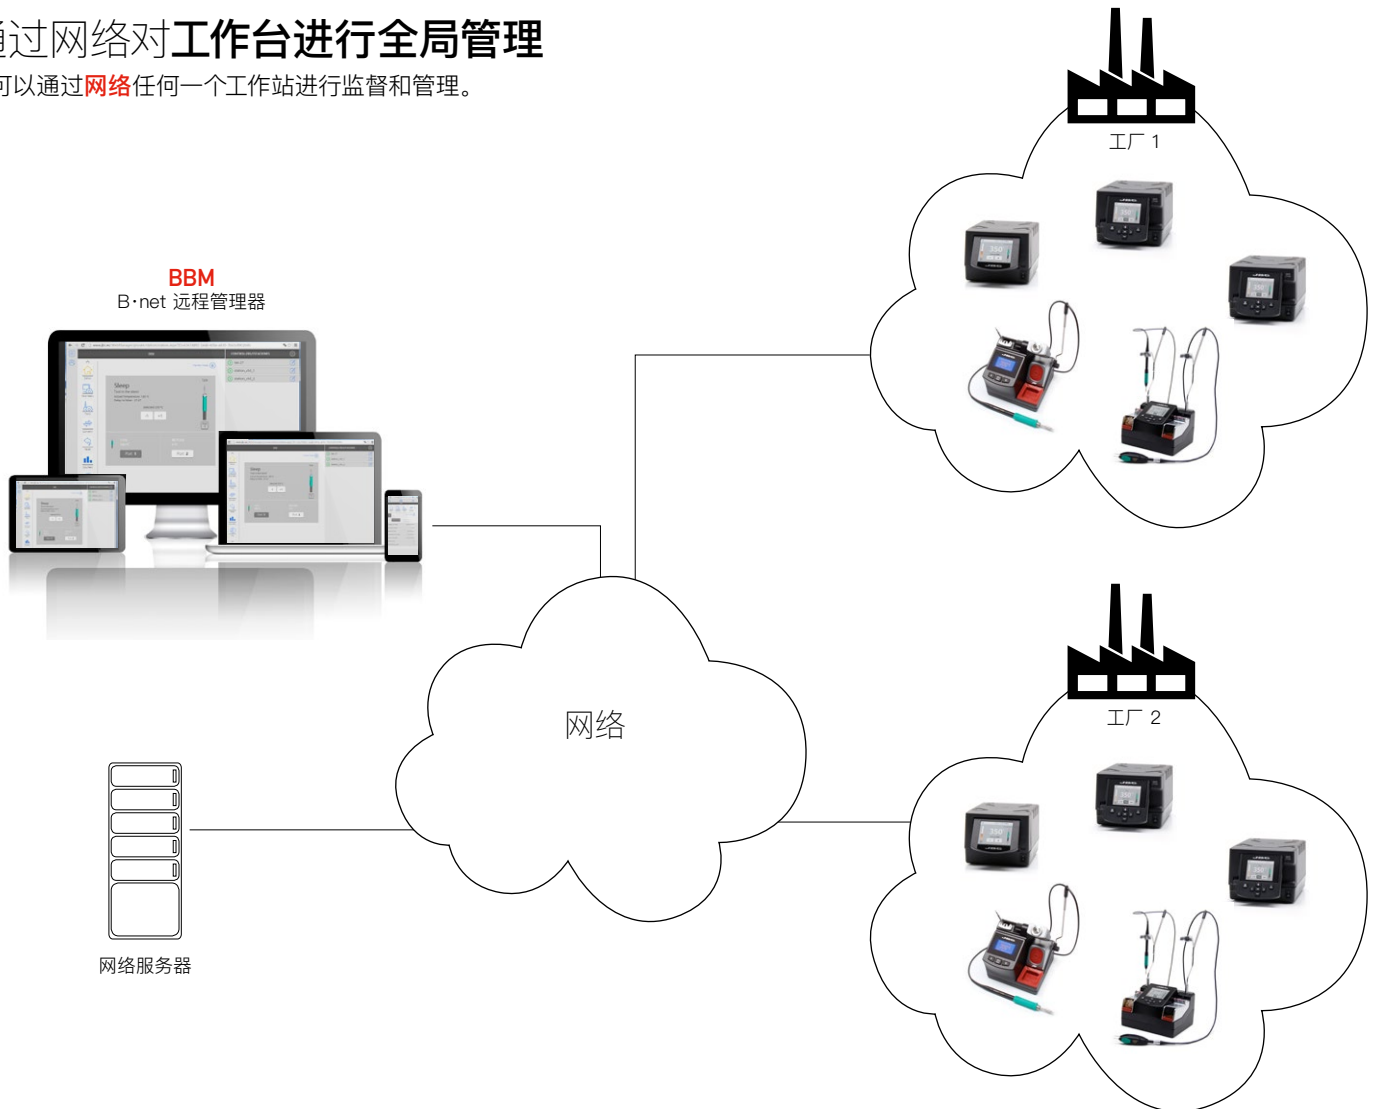 通过网络对工作台进行全局管理
可以通过网络任何一个工作站进行监督和管理。
工厂 1
BBM
B·net 远程管理器
Sleep
网络
工厂 2
网络服务器